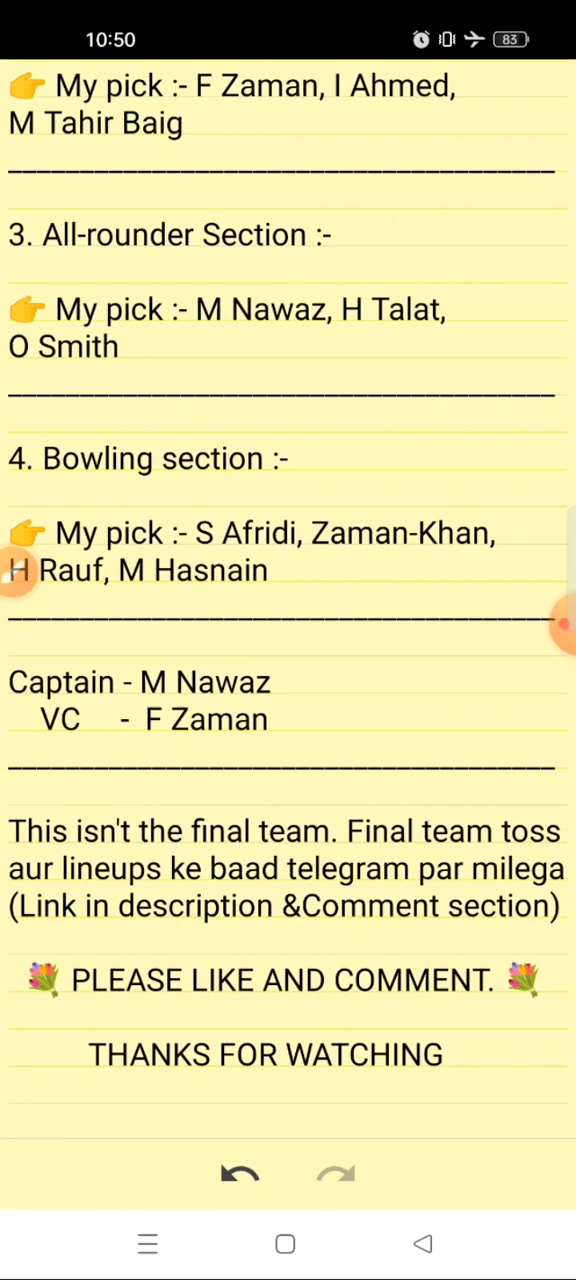 10:50
83
👉 My pick :- F Zaman, I Ahmed,
M Tahir Baig
3. All-rounder Section :-
👉 My pick :- M Nawaz, H Talat,
O Smith
4. Bowling section :-
👉 My pick :- S Afridi, Zaman-Khan,
H Rauf, M Hasnain
Captain - M Nawaz
VC - F Zaman
This isn't the final team. Final team toss
aur lineups ke baad telegram par milega
(Link in description &Comment section)
💐 PLEASE LIKE AND COMMENT. 💐
THANKS FOR WATCHING